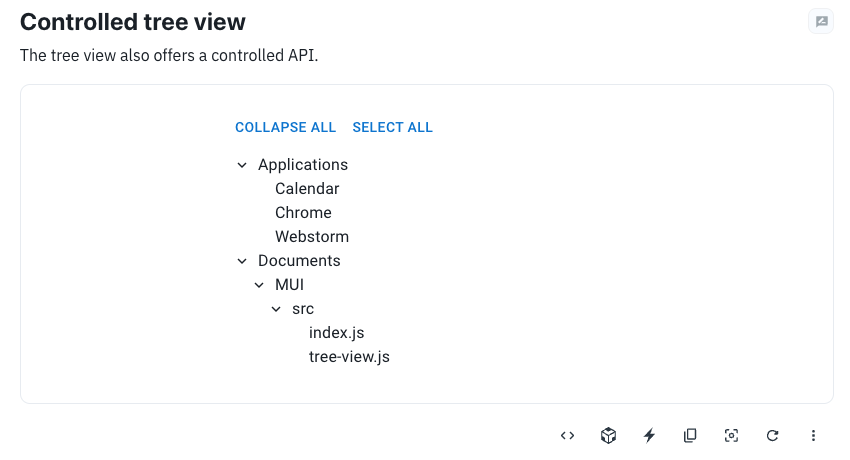 Controlled tree view
The tree view also offers a controlled API.
COLLAPSE ALL SELECT ALL
Applications
Calendar
Chrome
Webstorm
Documents
MUI
src
index.js
tree-view.js